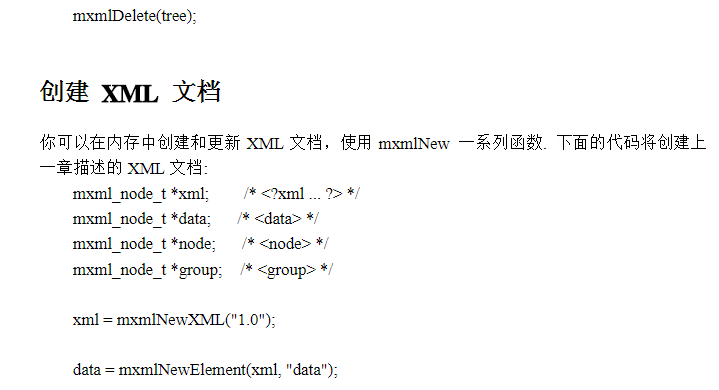 mxmlDelete(tree);
创建 XML 文档
你可以在内存中创建和更新 XML 文档，使用 mxmlNew 一系列函数. 下面的代码将创建上
一章描述的 XML 文档:
mxml_node_t *xml; /* <?xml ... ?> */
mxml_node_t *data; /* <data> */
mxml_node_t *node; /* <node> */
mxml_node_t *group; /* <group> */
xml = mxmlNewXML("1.0");
data = mxmlNewElement(xml, "data");